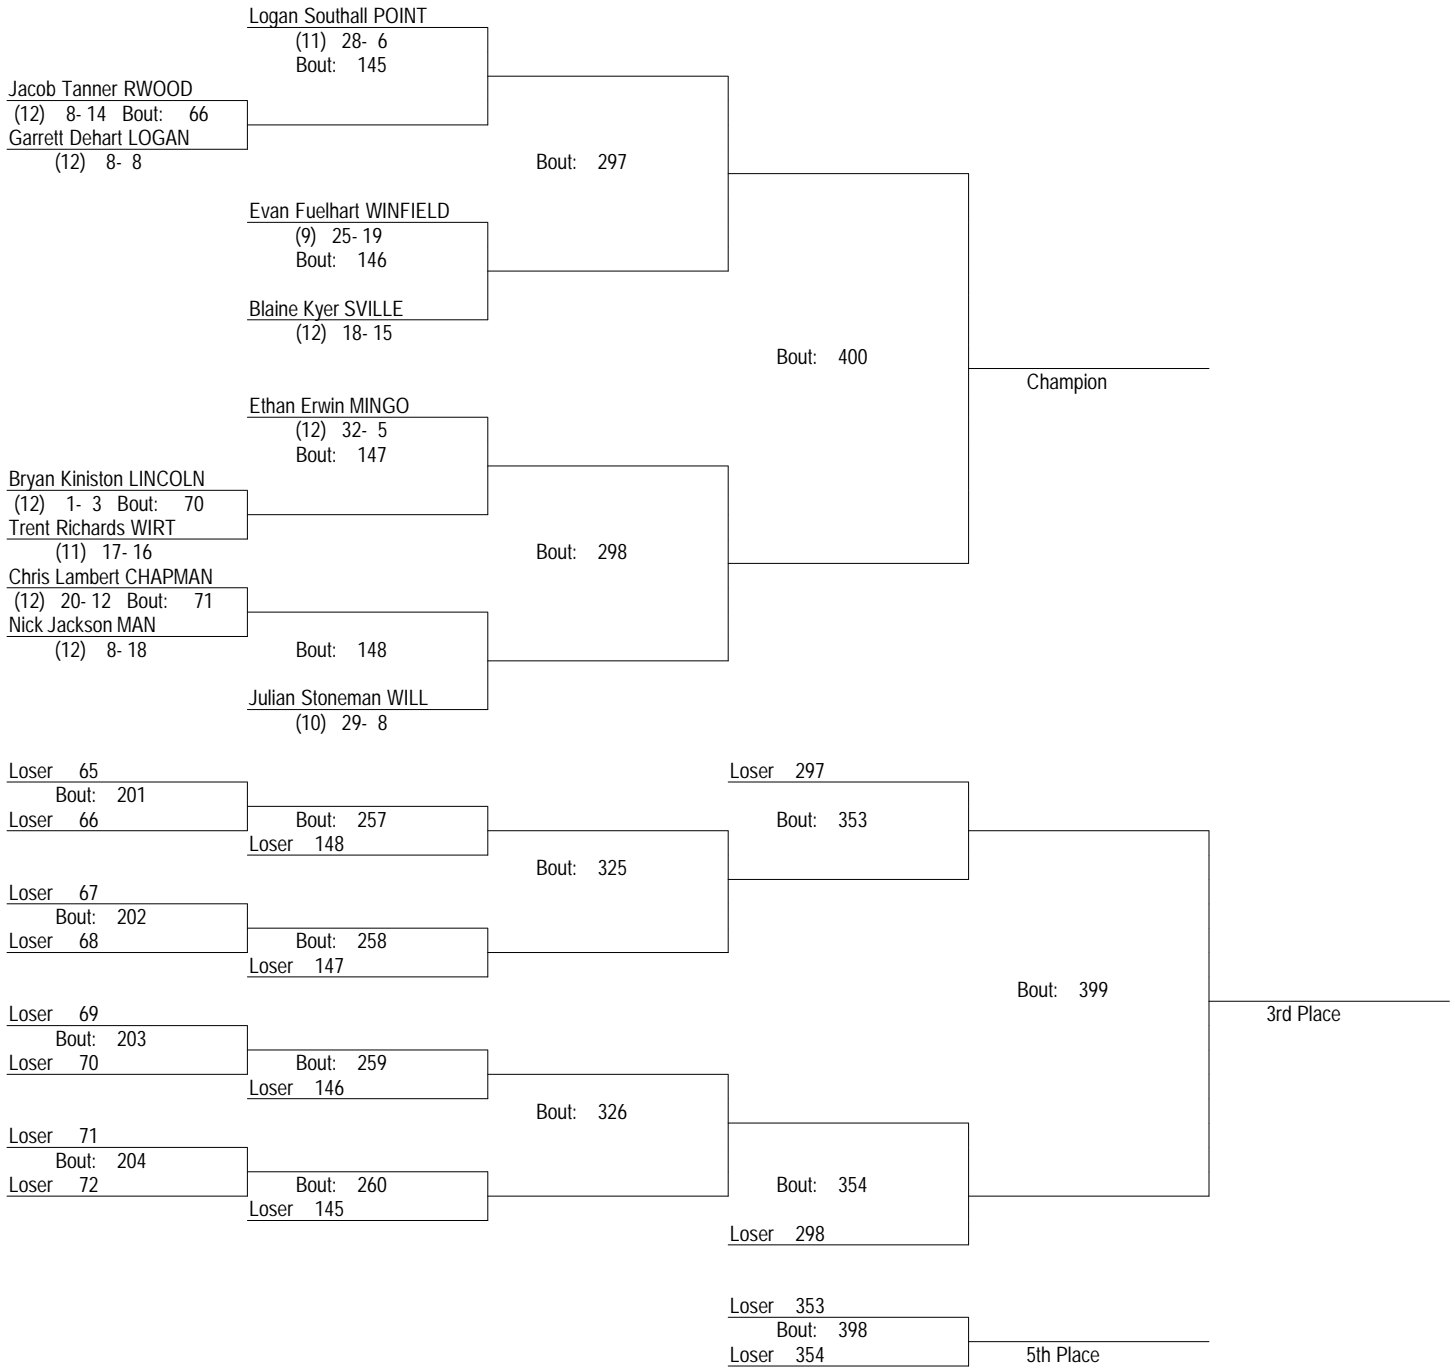 Logan Southall POINT
(11) 28- 6
Bout: 145
Jacob Tanner RWOOD
(12) 8- 14 Bout: 66
Garrett Dehart LOGAN
(12) 8- 8
Bout: 297
Evan Fuelhart WINFIELD
(9) 25- 19
Bout: 146
Blaine Kyer SVILLE
(12) 18- 15
Bout: 400
Champion
Ethan Erwin MINGO
(12) 32- 5
Bout: 147
Bryan Kiniston LINCOLN
(12) 1- 3 Bout: 70
Trent Richards WIRT
(11) 17- 16
Bout: 298
Chris Lambert CHAPMAN
(12) 20- 12 Bout: 71
Nick Jackson MAN
(12) 8- 18
Bout: 148
Julian Stoneman WILL
(10) 29- 8
Loser 65
Bout: 201
Loser 66
Bout: 257
Loser 148
Loser 297
Bout: 353
Bout: 325
Loser 67
Bout: 202
Loser 68
Bout: 258
Loser 147
Bout: 399
3rd Place
Loser 69
Bout: 203
Loser 70
Bout: 259
Loser 146
Bout: 326
Loser 71
Bout: 204
Loser 72
Bout: 260
Loser 145
Bout: 354
Loser 298
Loser 353
Bout: 398
Loser 354
5th Place